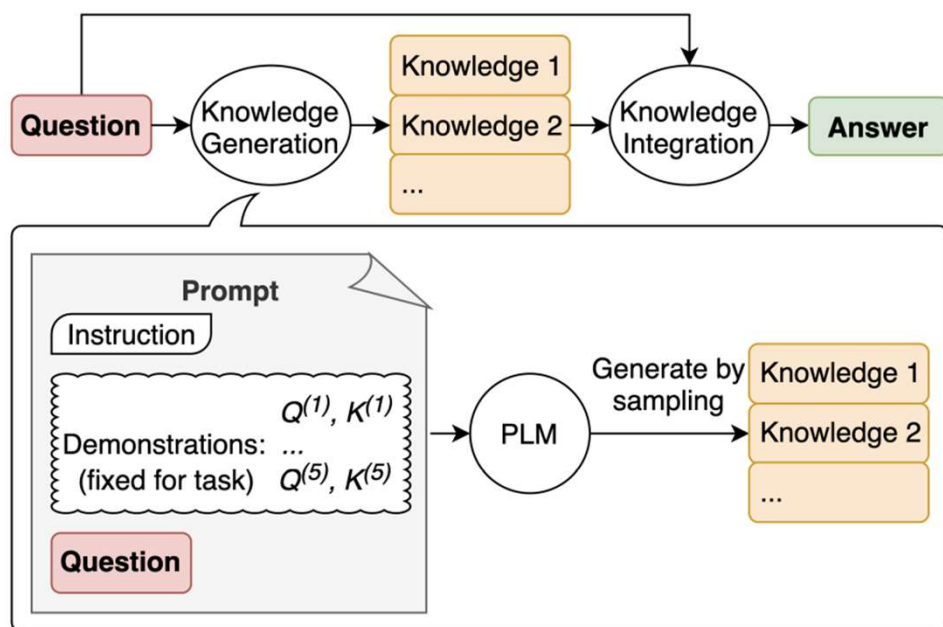 Question
Knowledge
Generation
Knowledge 1
Knowledge 2
...
Knowledge
Integration
Answer
Prompt
Instruction
Demonstrations:
(fixed for task)
Q(1), K(1)
...
Q(5), K(5)
Question
PLM
Generate by
sampling
Knowledge 1
Knowledge 2
...